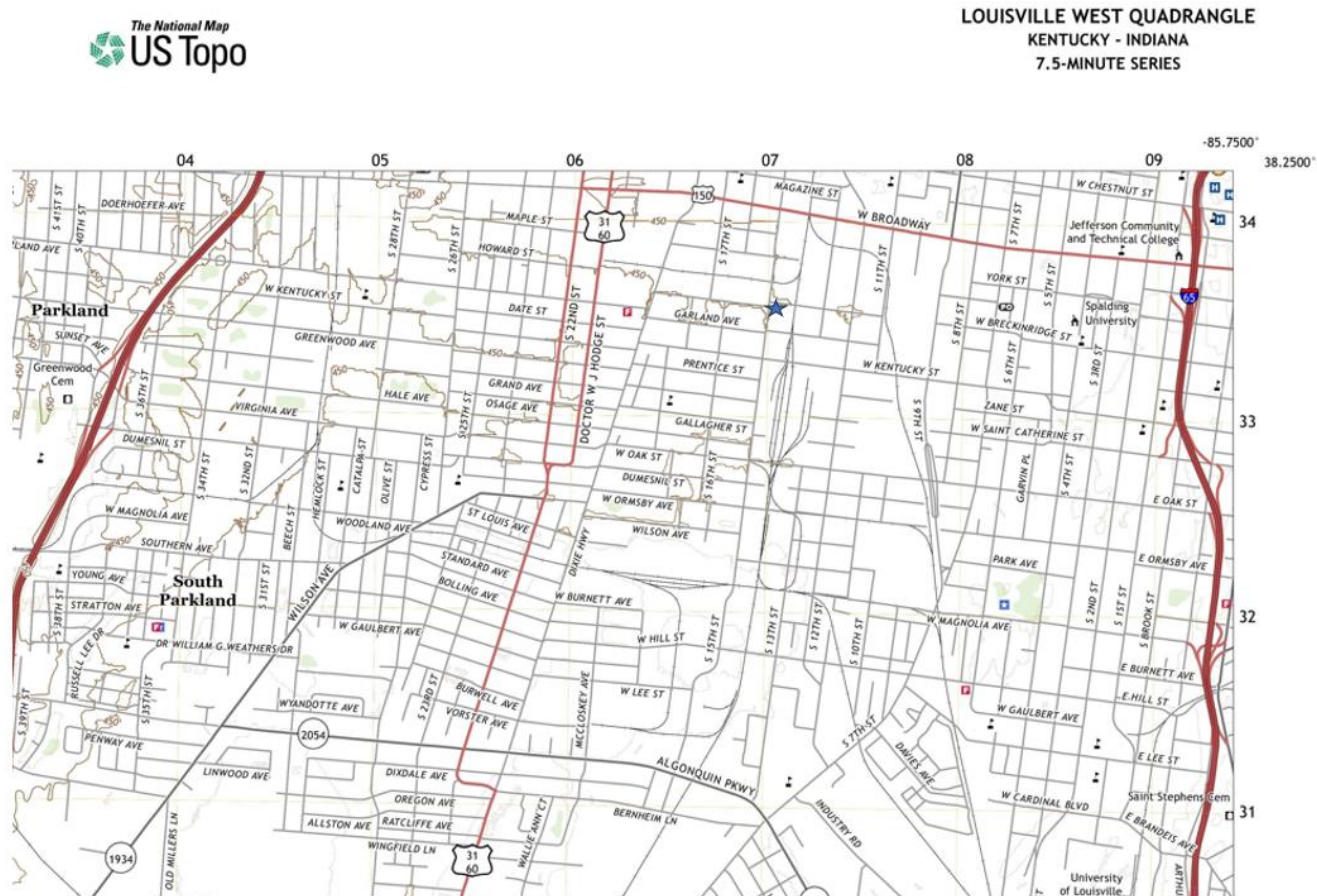 The National Map
US Topo
LOUISVILLE WEST QUADRANGLE
KENTUCKY - INDIANA
7.5-MINUTE SERIES
-85.7500°
38.2500°
04
05
06
07
08
09
34
33
32
31
S 41ST ST
S 40TH ST
DOERHOEFER AVE
S 28TH ST
S 26TH ST
MAPLE ST
HOWARD ST
31
60
150
MAGAZINE ST
W BROADWAY
W CHESTNUT ST
S 17TH ST
S 11TH ST
S 7TH ST
Jefferson Community
and Technical College
LAND AVE
W KENTUCKY ST
DATE ST
S 22ND ST
DOCTOR W J HODGE ST
F
GARLAND AVE
YORK ST
S 5TH ST
65
PO
Spalding
University
W BRECKINRIDGE ST
S 8TH ST
S 6TH ST
S 3RD ST
Parkland
SUNSET AVE
Greenwood
Cem
GREENWOOD AVE
450
PRENTICE ST
W KENTUCKY ST
S 36TH ST
VIRGINIA AVE
HALE AVE
GRAND AVE
OSAGE AVE
S 25TH ST
GALLAGHER ST
S 9TH ST
ZANE ST
W SAINT CATHERINE ST
DUMESNIL ST
S 34TH ST
S 32ND ST
HEMLOCK ST
CATALPA ST
OLIVE ST
CYPRESS ST
W OAK ST
DUMESNIL ST
S 16TH ST
W ORMSBY AVE
WILSON AVE
GARVIN PL
S 4TH ST
E OAK ST
W MAGNOLIA AVE
SOUTHERN AVE
BEECH ST
WOODLAND AVE
ST LOUIS AVE
DIXIE HWY
PARK AVE
E ORMSBY AVE
YOUNG AVE
South
Parkland
STRATTON AVE
S 38TH ST
S 31ST ST
WILSON AVE
STANDARD AVE
BOLLING AVE
W BURNETT AVE
S 2ND ST
S 1ST ST
S BROOK ST
W MAGNOLIA AVE
RUSSELL LEE DR
DR WILLIAM G WEATHERS DR
W GAULBERT AVE
W HILL ST
S 15TH ST
S 13TH ST
S 12TH ST
S 10TH ST
E BURNETT AVE
S 39TH ST
S 35TH ST
WYANDOTTE AVE
S 23RD ST
BURWELL AVE
VORSTER AVE
MCCLOSKEY AVE
W LEE ST
E HILL ST
W GAULBERT AVE
PENWAY AVE
2054
S 7TH ST
DAVIES AVE
E LEE ST
LINWOOD AVE
DIXDALE AVE
ALGONQUIN PKWY
OREGON AVE
ALLSTON AVE
RATCLIFFE AVE
WINGFIELD LN
WALLIE ANN CT
BERNHEIM LN
INDUSTRY RD
W CARDINAL BLVD
Saint Stephens Cem
E BRANDEIS AVE
OLD MILLERS LN
1934
31
60
University
of Louisville